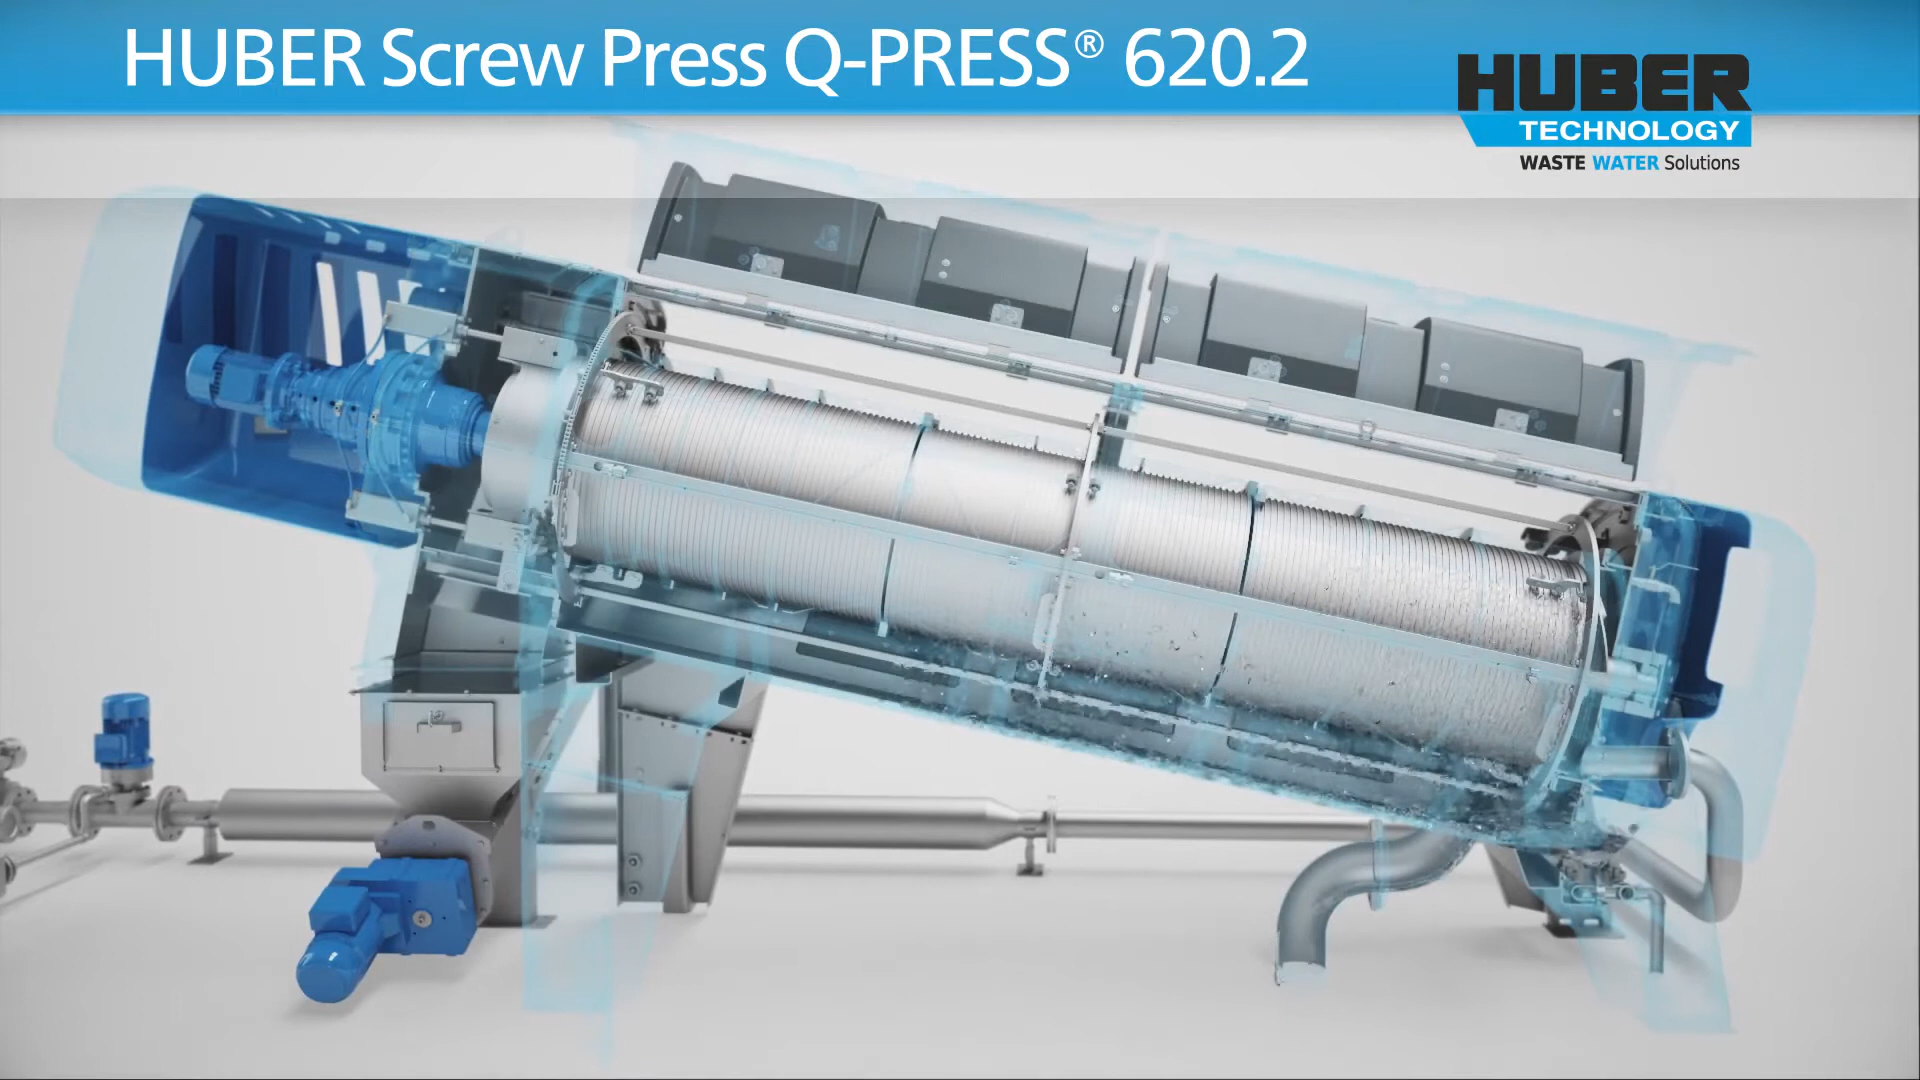 HUBER Screw Press Q-PRESS® 620.2
HUBER
TECHNOLOGY
WASTE WATER Solutions